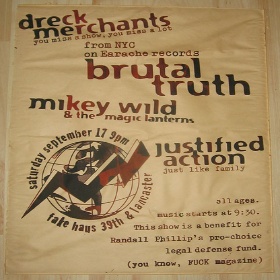 dreck
merchants
you miss a show, you miss a lot
from NYC
on Earache records
brutal
truth
mikey wild
& the magic lanterns
saturday september 17 9pm
fake haus 39th & lancaster
justified
action
just like family
all ages.
music starts at 9:30.
This show is a benefit for
Randall Phillip's pro-choice
legal defense fund.
(you know, FUCK magazine)